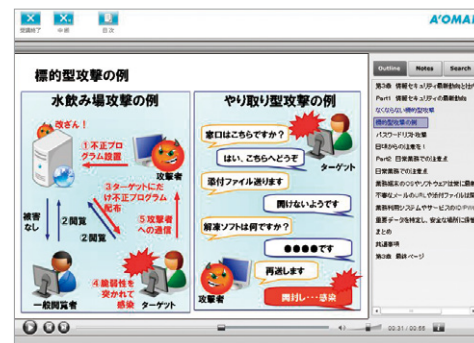 受講終了
中断
目次
A'OMAI
標的型攻撃の例
水飲み場攻撃の例
改ざん!
①不正プロ
グラム設置
攻撃者
③ターゲットにだ
け不正プログラム
配布
⑤攻撃者
への通信
被害
なし
②閲覧
②閲覧
④脆弱性を
突かれて
感染
一般閲覧者
ターゲット
やり取り型攻撃の例
窓口はこちらですか?
はい、こちらへどうぞ
ターゲット
添付ファイル送ります
開けないようです
解凍ソフトは何ですか?
●●●●です
再送します
攻撃者
開封・・・感染
Outline
Notes
Search
第3章 情報セキュリティ最新動向と
Part1 情報セキュリティの最新動向
なくならない標的型攻撃
標的型攻撃の例
パスワードリスト攻撃
日頃からの注意を!
Part2 日常業務での注意点
日常業務での注意点
業務端末のOSやソフトウェアは常に最新
不審なメールのURLや添付ファイルは開
業務利用システムやサービスのID
重要データを特定し、安全な場所に保管
まとめ
共通事項
第3章 最終ページ
00:31 / 00:55